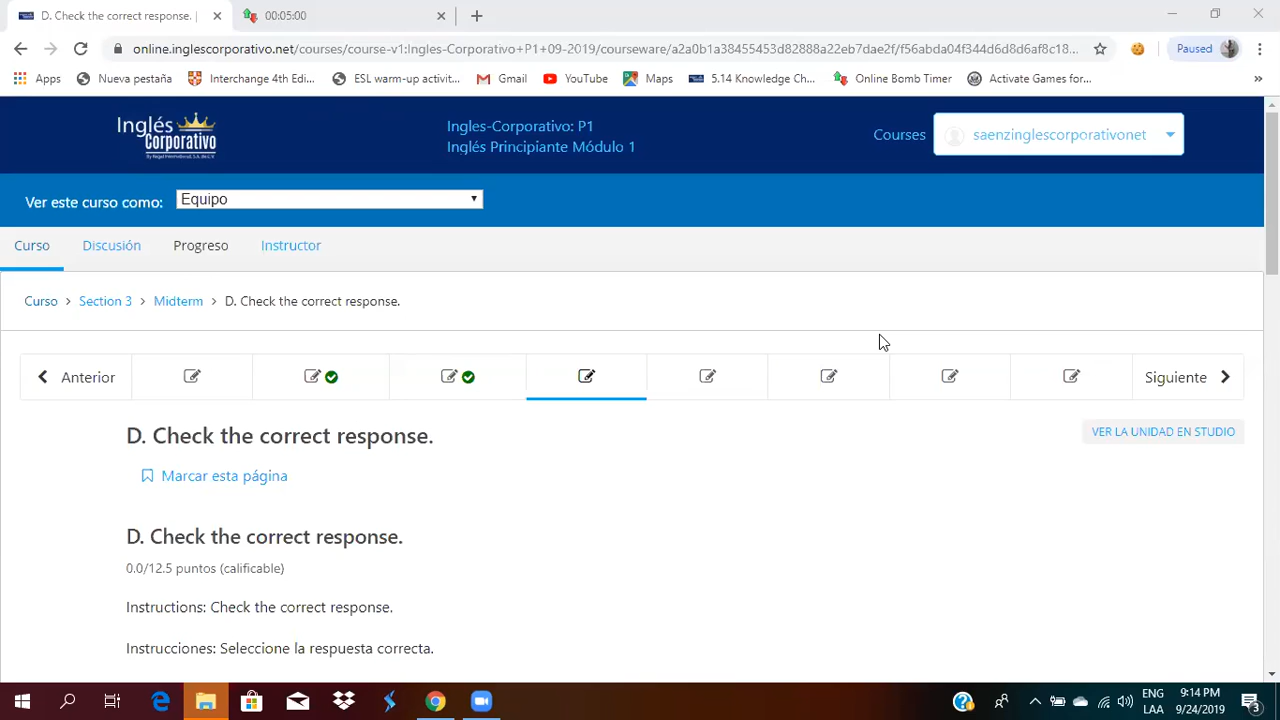 D. Check the correct response. |
00:05:00
online.inglescorporativo.net/courses/course-v1:Ingles-Corporativo+P1+09-2019/courseware/a2a0b1a38455453d82888a22eb7dae2f/f56abda04f344d6d8d6af8c18...
Paused
Apps
Nueva pestaña
Interchange 4th Edi...
ESL warm-up activit...
Gmail
YouTube
Maps
5.14 Knowledge Ch...
Online Bomb Timer
Activate Games for...
»
Inglés Corporativo
By Regal International, S.A. de C.V.
Ingles-Corporativo: P1
Inglés Principiante Módulo 1
Courses
saenzinglescorporativonet
Ver este curso como:
Equipo
Curso
Discusión
Progreso
Instructor
Curso > Section 3 > Midterm > D. Check the correct response.
Anterior
Siguiente
D. Check the correct response.
VER LA UNIDAD EN STUDIO
Marcar esta página
D. Check the correct response.
0.0/12.5 puntos (calificable)
Instructions: Check the correct response.
Instrucciones: Seleccione la respuesta correcta.
ENG
LAA
9:14 PM
9/24/2019
3